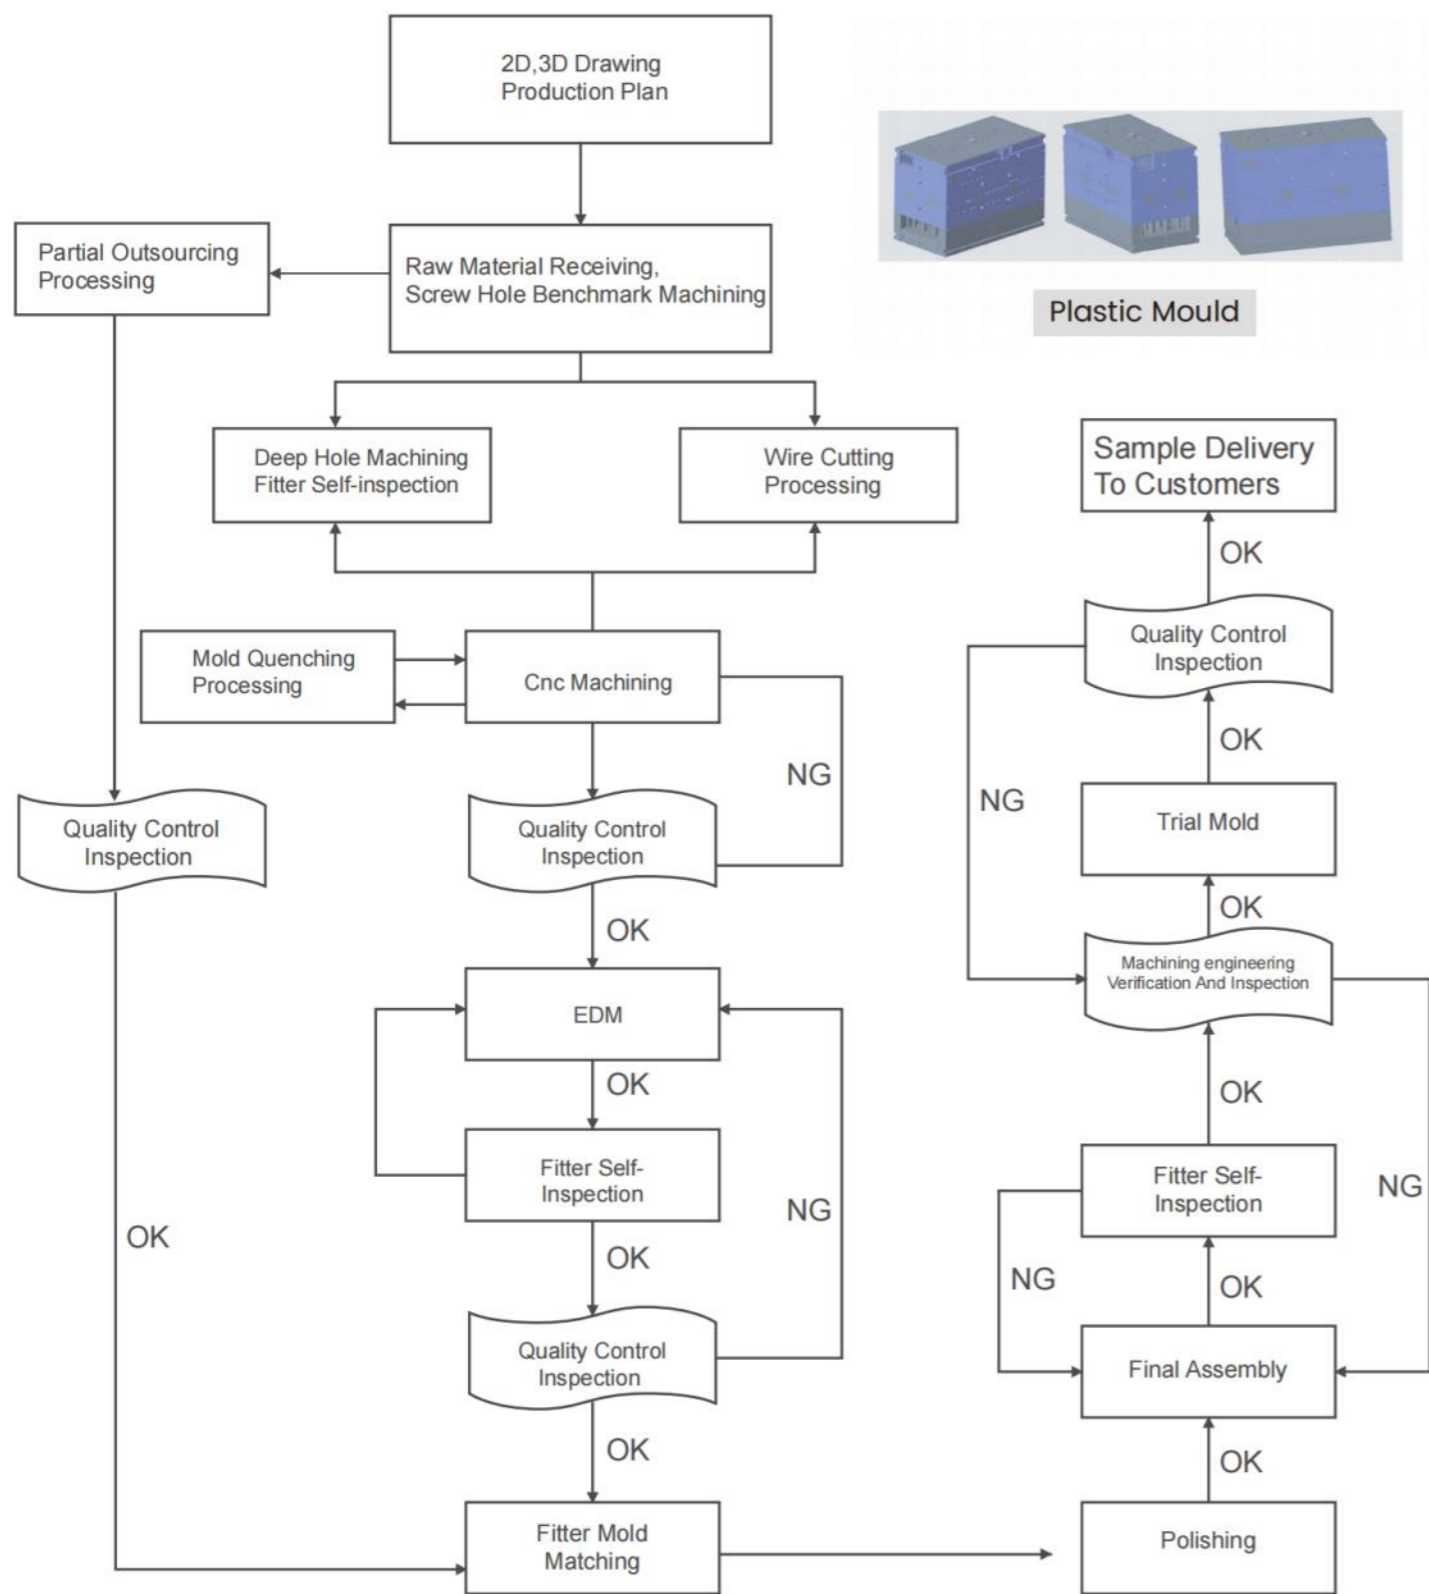 2D,3D Drawing
Production Plan
Plastic Mould
Partial Outsourcing
Processing
Raw Material Receiving,
Screw Hole Benchmark Machining
Deep Hole Machining
Fitter Self-inspection
Wire Cutting
Processing
Mold Quenching
Processing
Cnc Machining
NG
Quality Control
Inspection
Quality Control
Inspection
OK
EDM
OK
Fitter Self-
Inspection
NG
OK
OK
Quality Control
Inspection
OK
Fitter Mold
Matching
Sample Delivery
To Customers
OK
Quality Control
Inspection
OK
NG
Trial Mold
OK
Machining engineering
Verification And Inspection
OK
Fitter Self-
Inspection
NG
NG
OK
Final Assembly
OK
Polishing